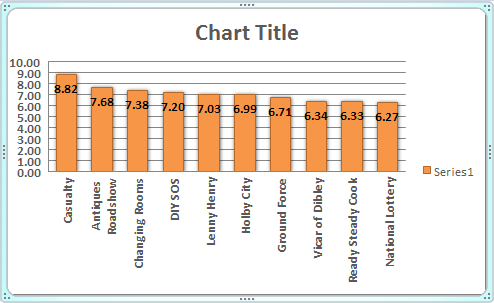 Chart Title
10.00
9.00
8.00
7.00
6.00
5.00
4.00
3.00
2.00
1.00
0.00
8.82
7.68
7.38
7.20
7.03
6.99
6.71
6.34
6.33
6.27
Casualty
Antiques
Roadshow
Changing Rooms
DIY SOS
Lenny Henry
Holby City
Ground Force
Vicar of Dibley
Ready Steady Cook
National Lottery
Series1